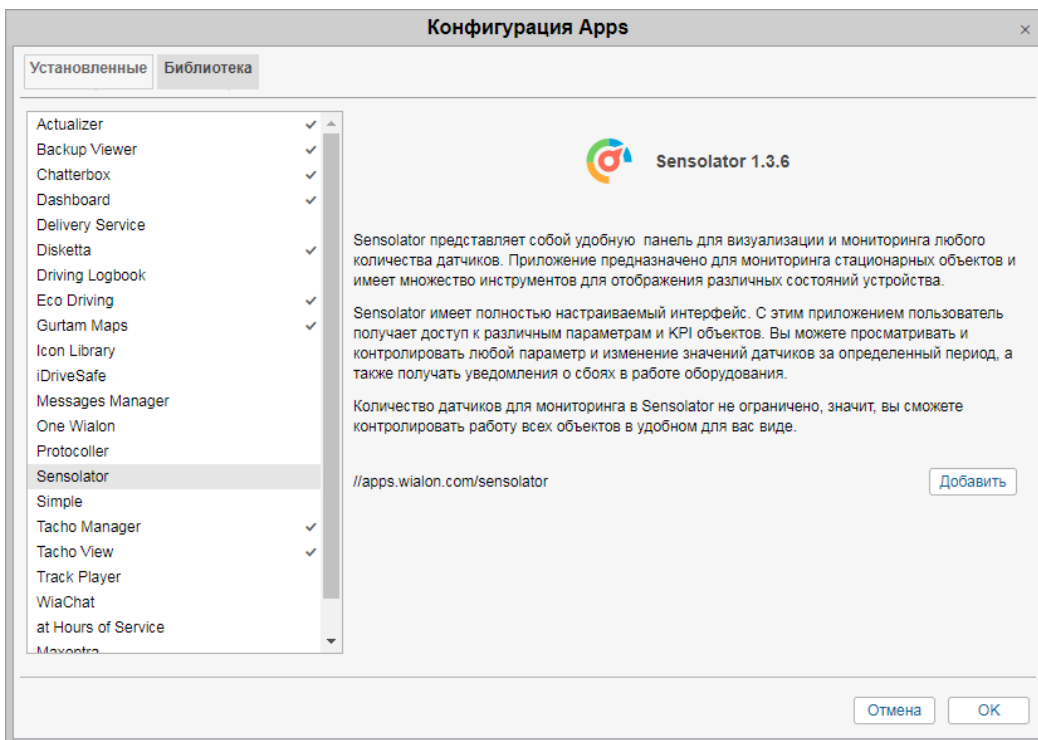 Конфигурация Apps
Установленные
Библиотека
Actualizer
Backup Viewer
Chatterbox
Dashboard
Delivery Service
Disketta
Driving Logbook
Eco Driving
Gurtam Maps
Icon Library
iDriveSafe
Messages Manager
One Wialon
Protocoller
Sensolator
Simple
Tacho Manager
Tacho View
Track Player
WiaChat
at Hours of Service
Sensolator 1.3.6
Sensolator представляет собой удобную панель для визуализации и мониторинга любого
количества датчиков. Приложение предназначено для мониторинга стационарных объектов и
имеет множество инструментов для отображения различных состояний устройства.
Sensolator имеет полностью настраиваемый интерфейс. С этим приложением пользователь
получает доступ к различным параметрам и KPI объектов. Вы можете просматривать и
контролировать любой параметр и изменение значений датчиков за определенный период, а
также получать уведомления о сбоях в работе оборудования.
Количество датчиков для мониторинга в Sensolator не ограничено, значит, вы сможете
контролировать работу всех объектов в удобном для вас виде.
//apps.wialon.com/sensolator
Добавить
Отмена
OK